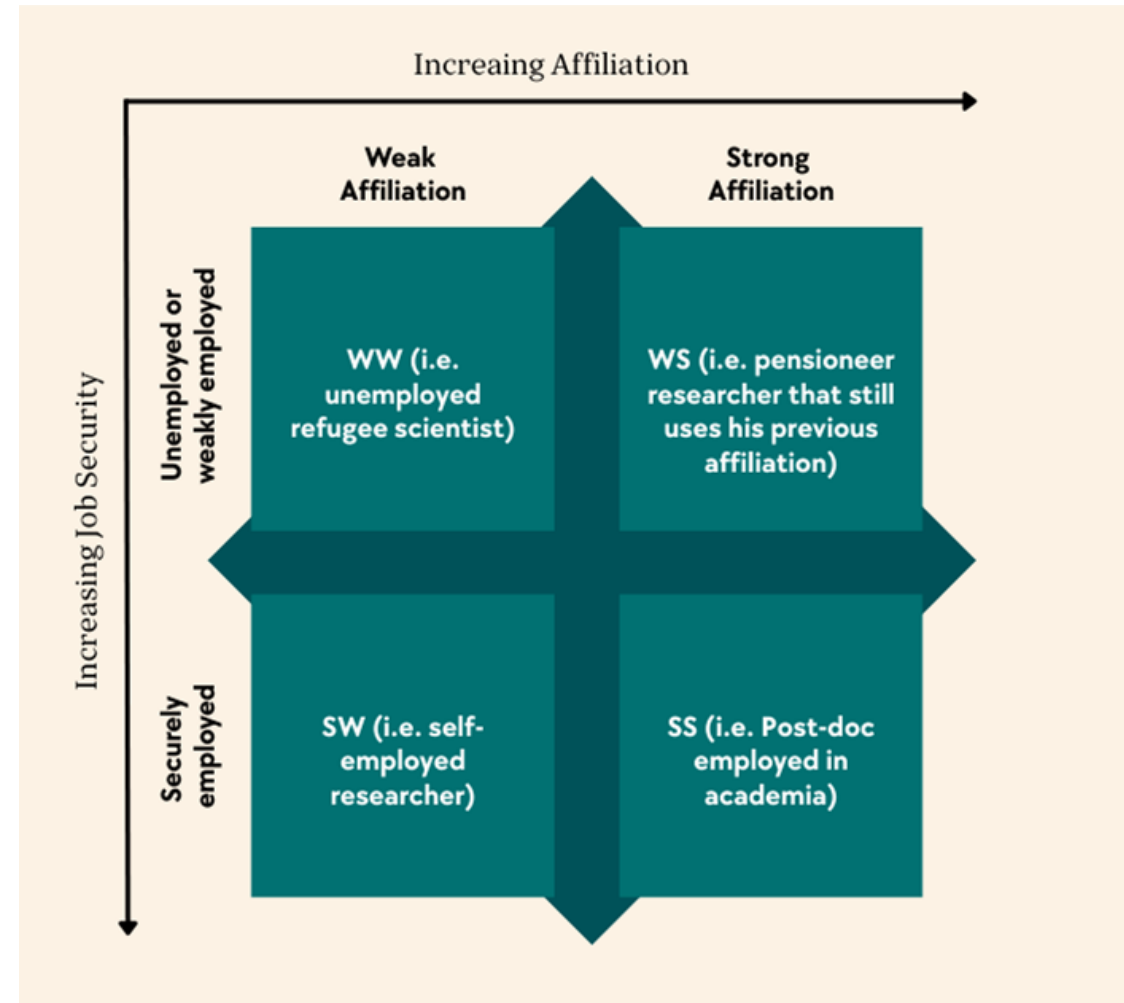 Increaing Affiliation
Weak
Affiliation
Strong
Affiliation
Increasing Job Security
Unemployed or
weakly employed
WW (i.e.
unemployed
refugee scientist)
WS (i.e. pensioneer
researcher that still
uses his previous
affiliation)
Securely
employed
SW (i.e. self-
employed
researcher)
SS (i.e. Post-doc
employed in
academia)